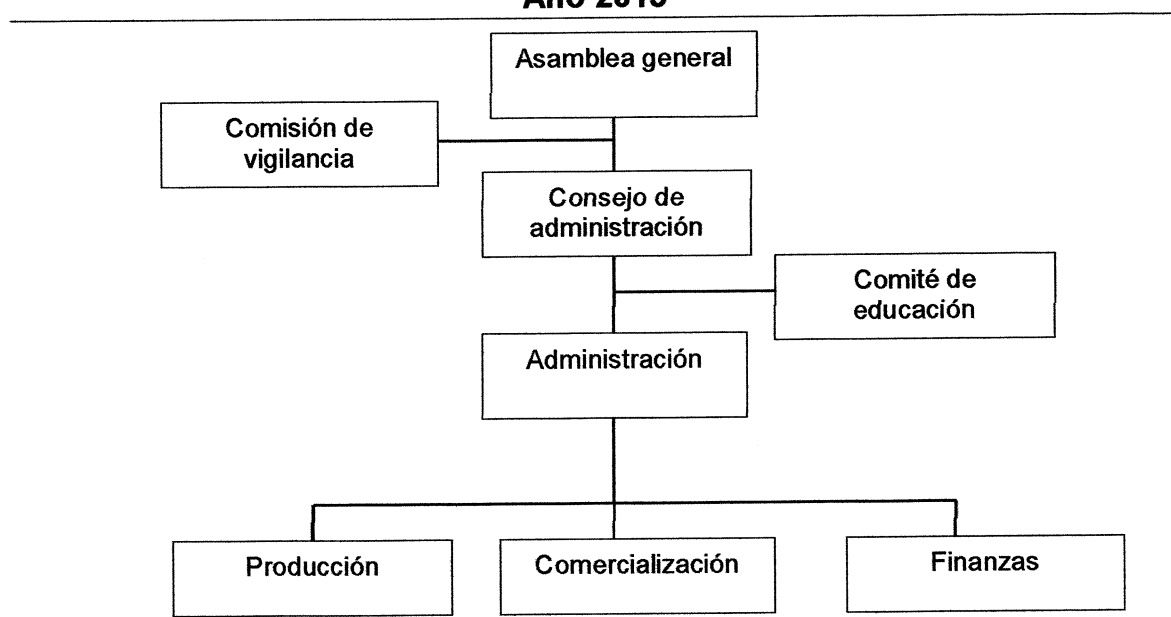 Asamblea general
Comisión de
vigilancia
Consejo de
administración
Comité de
educación
Administración
Producción
Comercialización
Finanzas